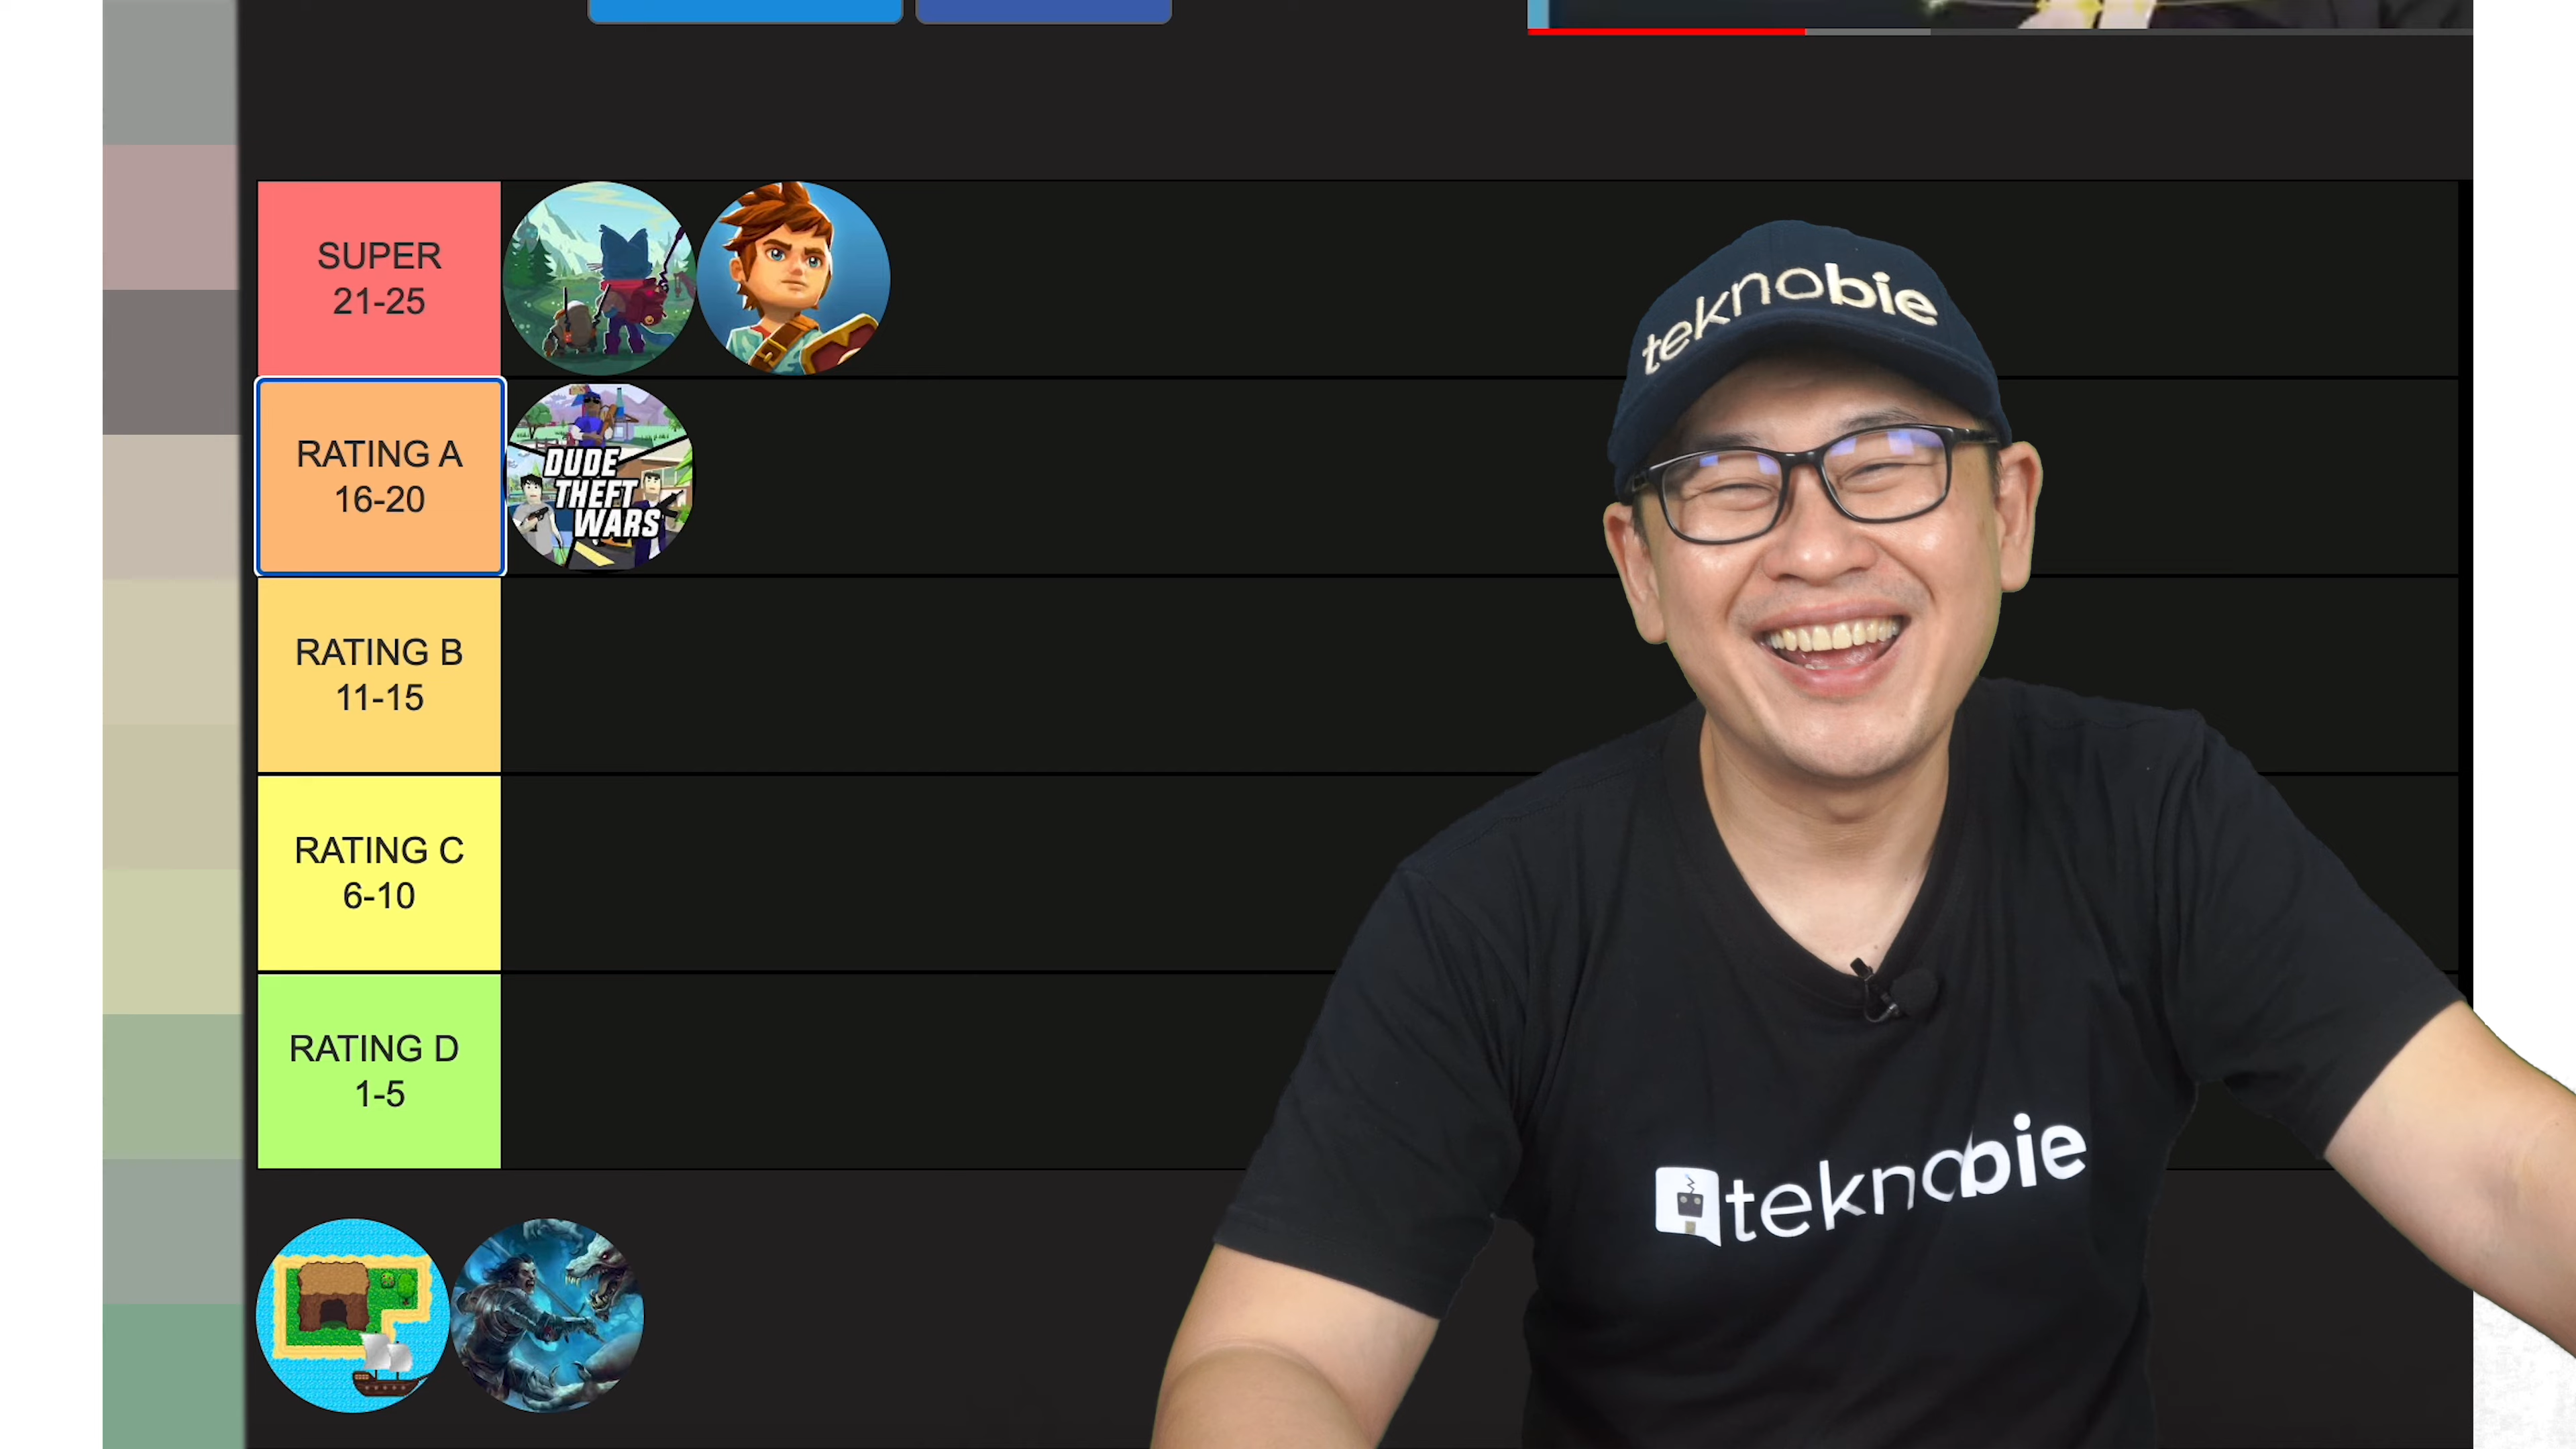 SUPER
21-25
RATING A
16-20
DUDE
THEFT
WARS
RATING B
11-15
RATING C
6-10
RATING D
1-5
teknobie
teknobie